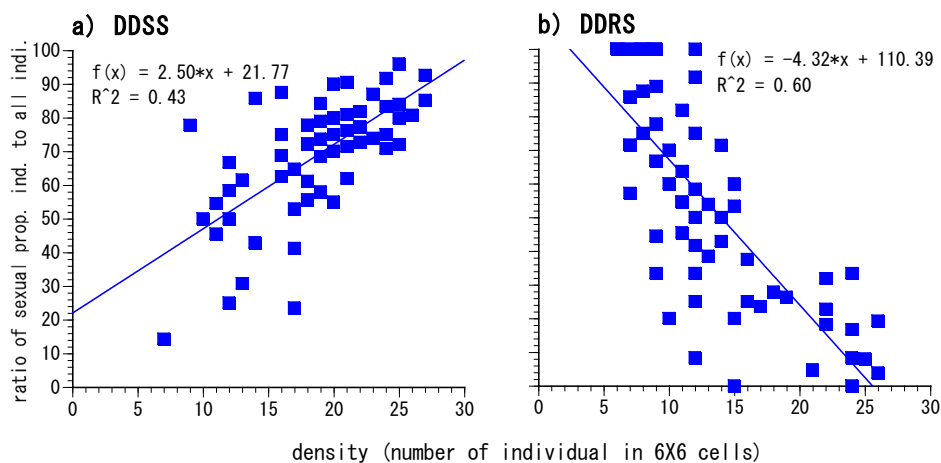 a) DDSS
b) DDRS
ratio of sexual prop. ind. to all indi.
100
90
80
70
60
50
40
30
20
10
0
f(x) = 2.50*x + 21.77
R^2 = 0.43
f(x) = −4.32*x + 110.39
R^2 = 0.60
0 5 10 15 20 25 30
0 5 10 15 20 25 30
density (number of individual in 6X6 cells)